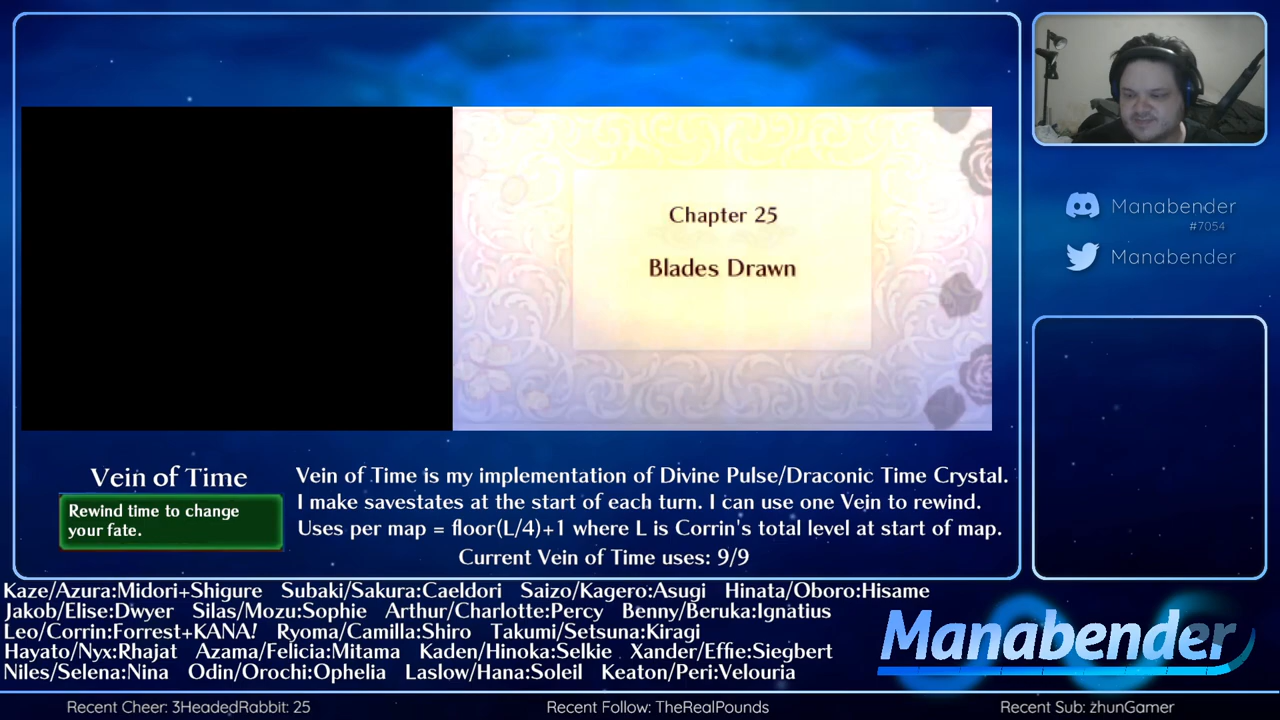 Chapter 25
Blades Drawn
Manabender
#7054
Manabender
Vein of Time
Rewind time to change
your fate.
Vein of Time is my implementation of Divine Pulse/Draconic Time Crystal.
I make savestates at the start of each turn. I can use one Vein to rewind.
Uses per map = floor(L/4)+1 where L is Corrin's total level at start of map.
Current Vein of Time uses: 9/9
Kaze/Azura:Midori+Shigure Subaki/Sakura:Caeldori Saizo/Kagero:Asugi Hinata/Oboro:Hisame
Jakob/Elise:Dwyer Silas/Mozu:Sophie Arthur/Charlotte:Percy Benny/Beruka:Ignatius
Leo/Corrin:Forrest+KANA! Ryoma/Camilla:Shiro Takumi/Setsuna:Kiragi
Hayato/Nyx:Rhajat Azama/Felicia:Mitama Kaden/Hinoka:Selkie Xander/Effie:Siegbert
Niles/Selena:Nina Odin/Orochi:Ophelia Laslow/Hana:Soleil Keaton/Peri:Velouria
Manabender
Recent Cheer: 3HeadedRabbit: 25 Recent Follow: TheRealPounds Recent Sub: zhunGamer